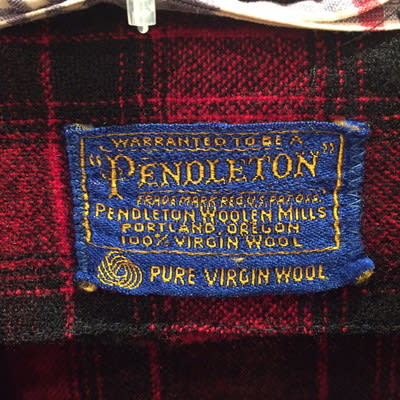 WARRANTED TO BE A
"PENDLETON"
TRADE MARK REG. U.S. PAT. OFF.
PENDLETON WOOLEN MILLS
PORTLAND, OREGON
100% VIRGIN WOOL
PURE VIRGIN WOOL